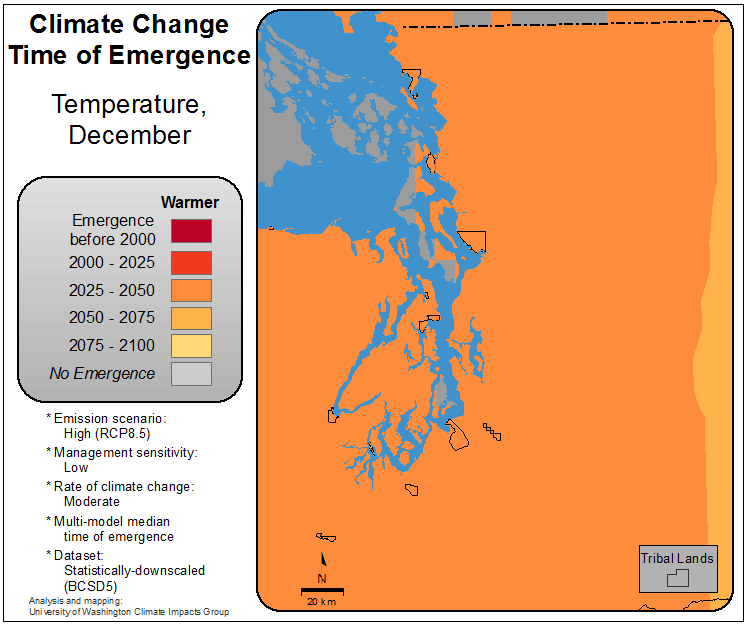 Climate Change
Time of Emergence
Temperature,
December
Warmer
Emergence
before 2000
2000 - 2025
2025 - 2050
2050 - 2075
2075 - 2100
No Emergence
* Emission scenario:
High (RCP8.5)
* Management sensitivity:
Low
* Rate of climate change:
Moderate
* Multi-model median
time of emergence
* Dataset:
Statistically-downscaled
(BCSD5)
Analysis and mapping:
University of Washington Climate Impacts Group
N
20 km
Tribal Lands